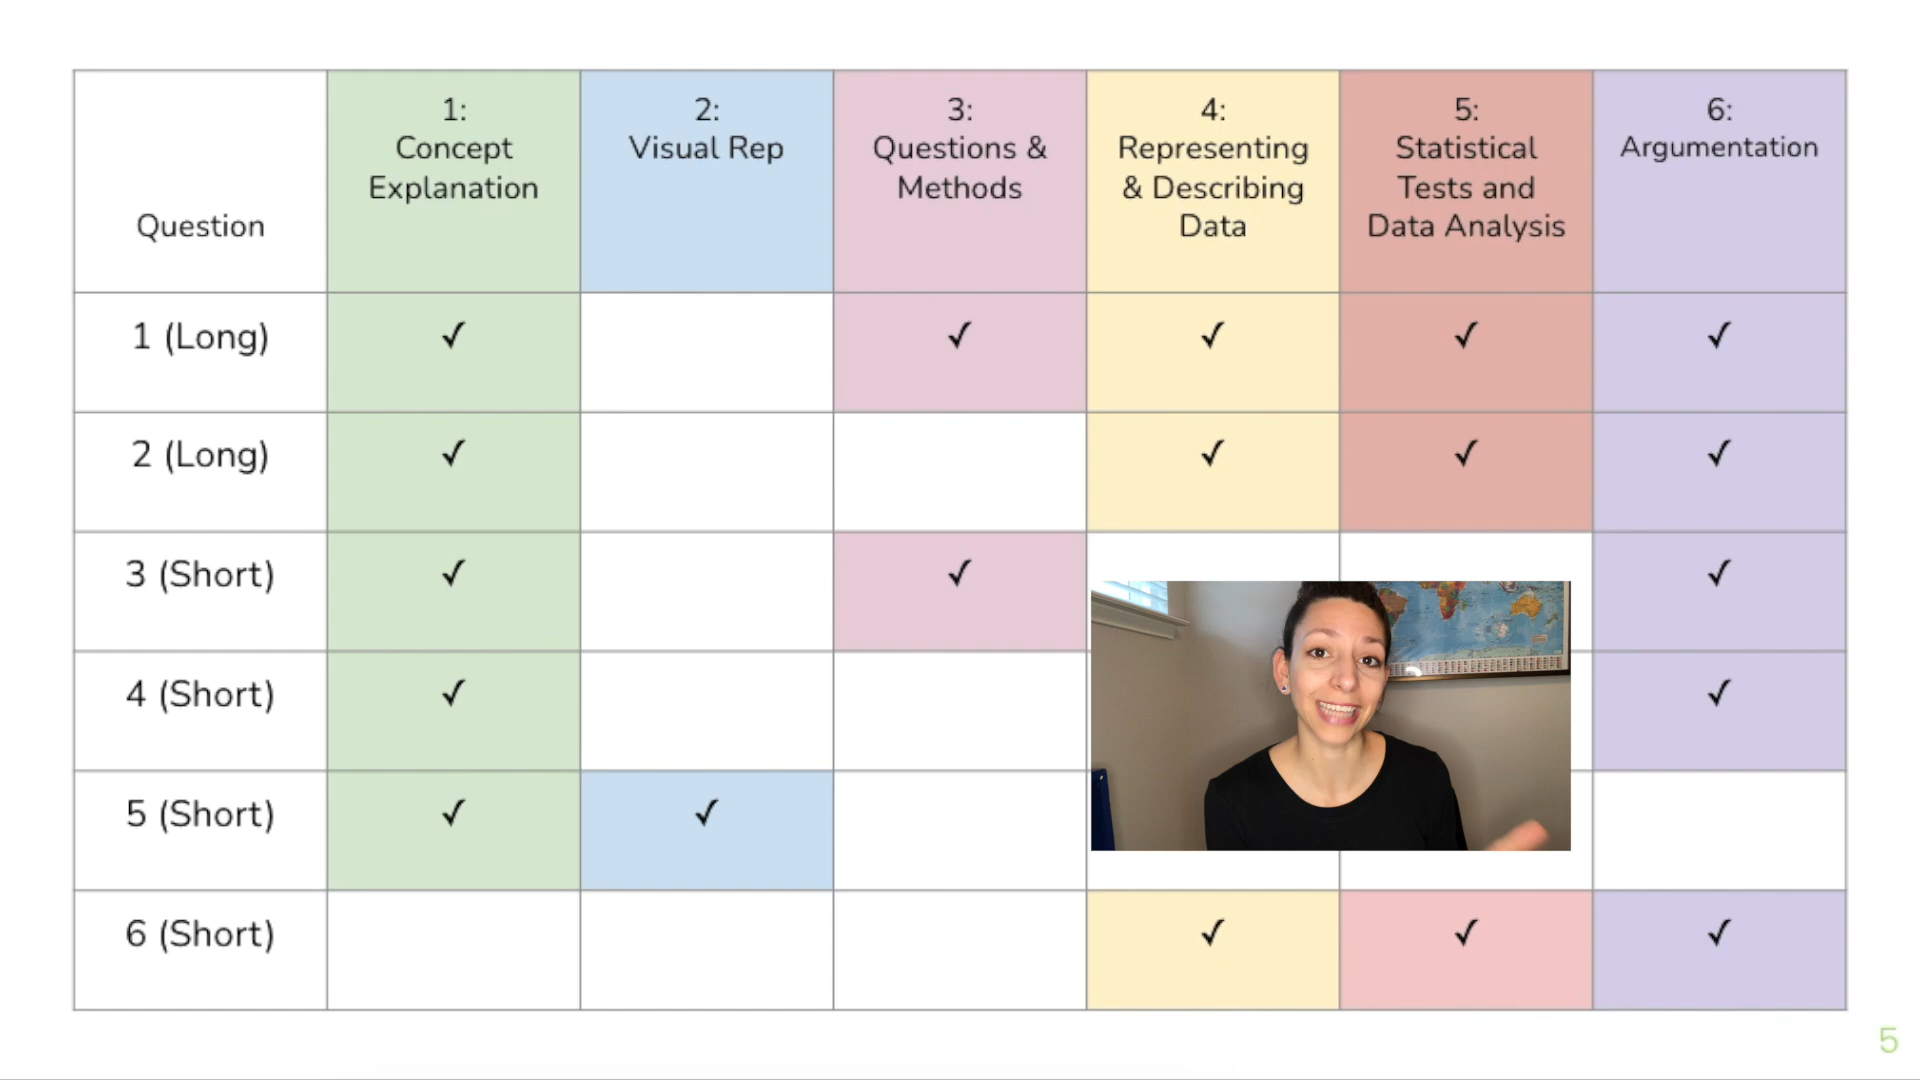 Question
1:
Concept
Explanation
2:
Visual Rep
3:
Questions &
Methods
4:
Representing
& Describing
Data
5:
Statistical
Tests and
Data Analysis
6:
Argumentation
1 (Long) ✓ ✓ ✓ ✓ ✓
2 (Long) ✓ ✓ ✓ ✓
3 (Short) ✓ ✓ ✓
4 (Short) ✓ ✓
5 (Short) ✓ ✓
6 (Short) ✓ ✓ ✓
5